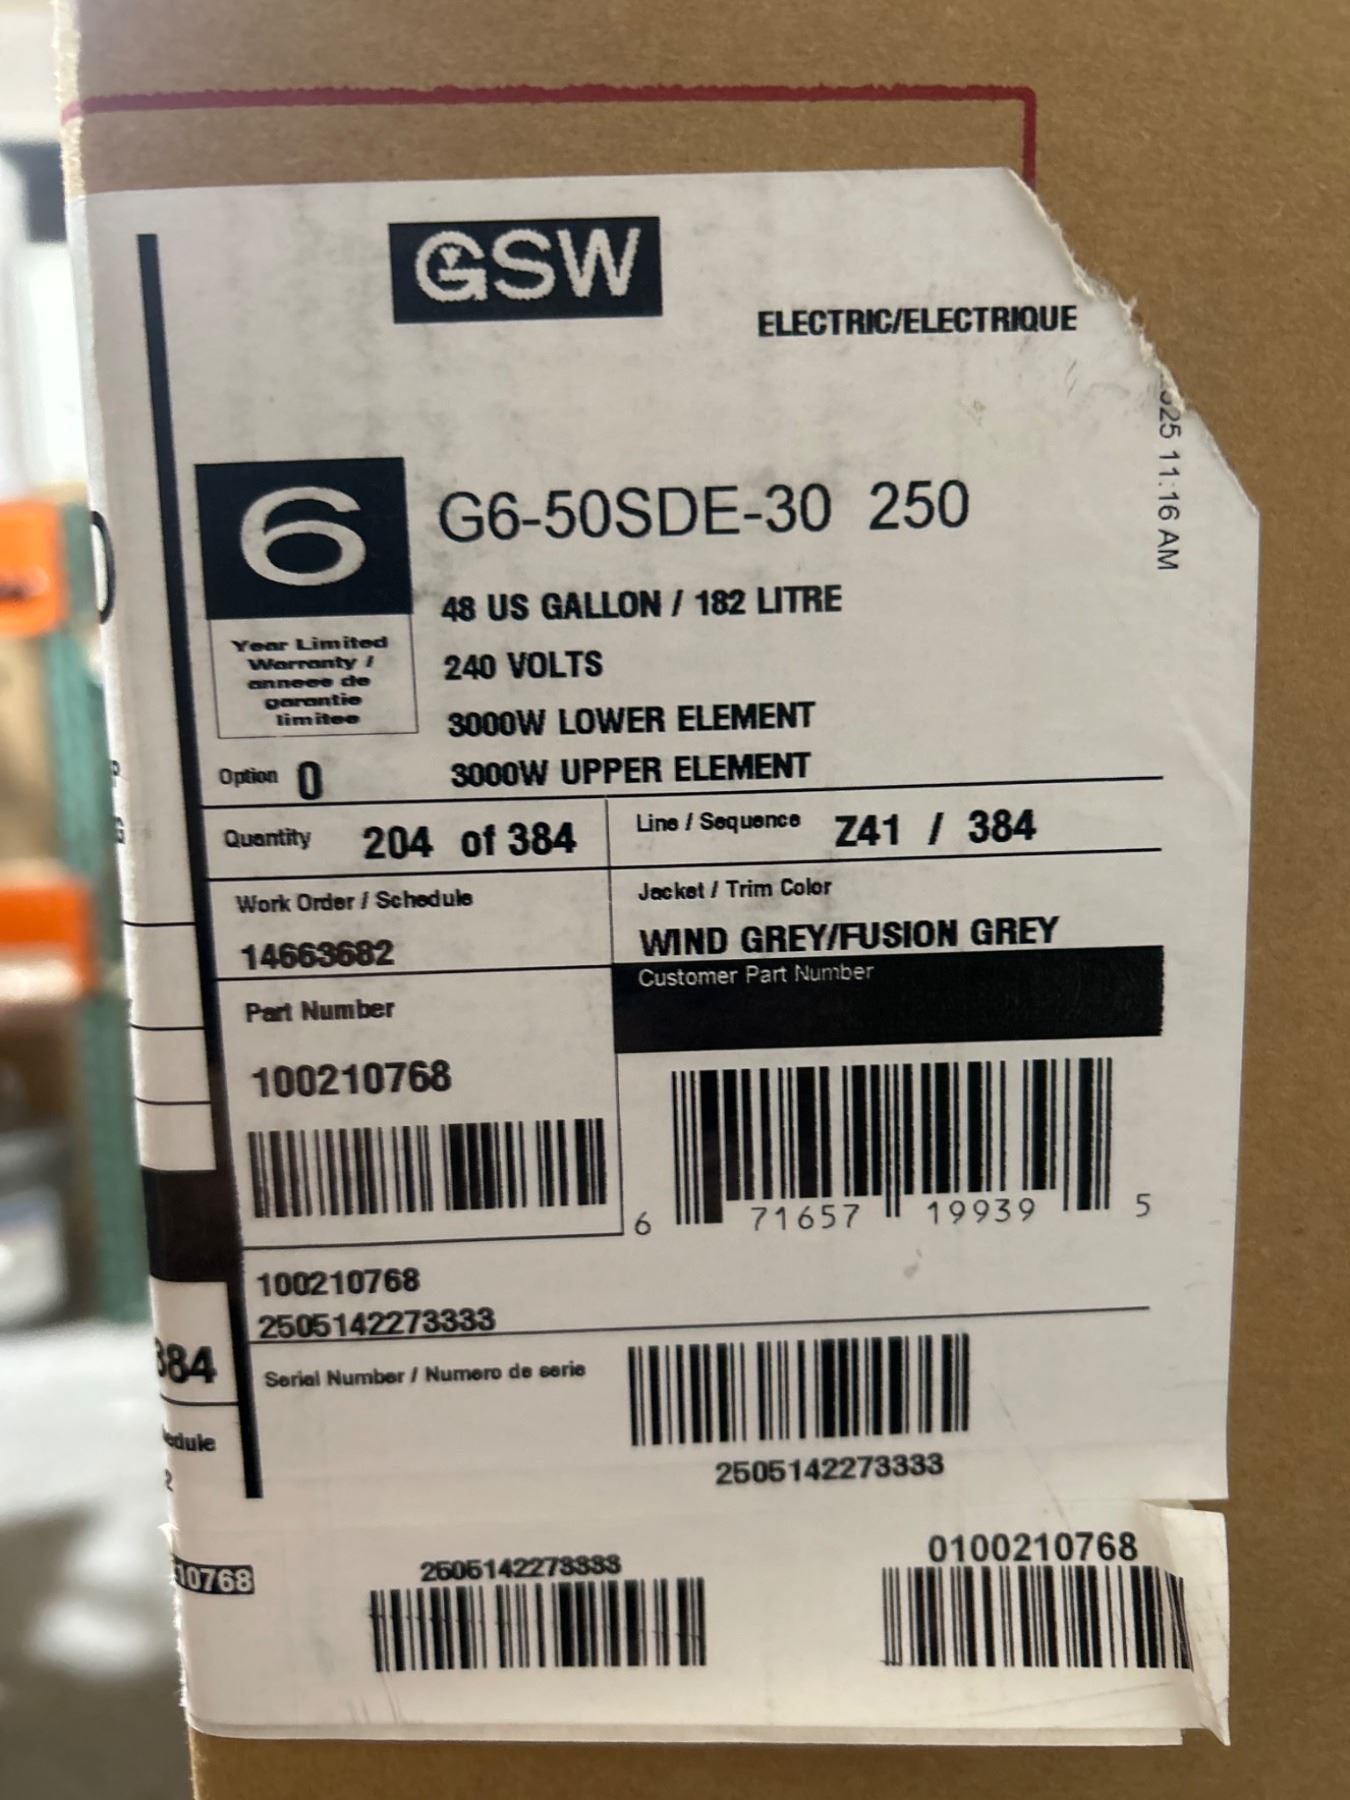 GSW
ELECTRIC/ELECTRIQUE
025 11:16 AM
6
Year Limited
Warranty /
anneee de
garantie
limitee
G6-50SDE-30 250
48 US GALLON / 182 LITRE
240 VOLTS
3000W LOWER ELEMENT
3000W UPPER ELEMENT
Option 0
Quantity 204 of 384
Line / Sequence Z41 / 384
Work Order / Schedule
14663682
Jacket / Trim Color
WIND GREY/FUSION GREY
Customer Part Number
Part Number
100210768
6 71657 19939 5
100210768
2505142273333
Serial Number / Numero de serie
2505142273333
384
edule
2
10768
2505142273333
0100210768